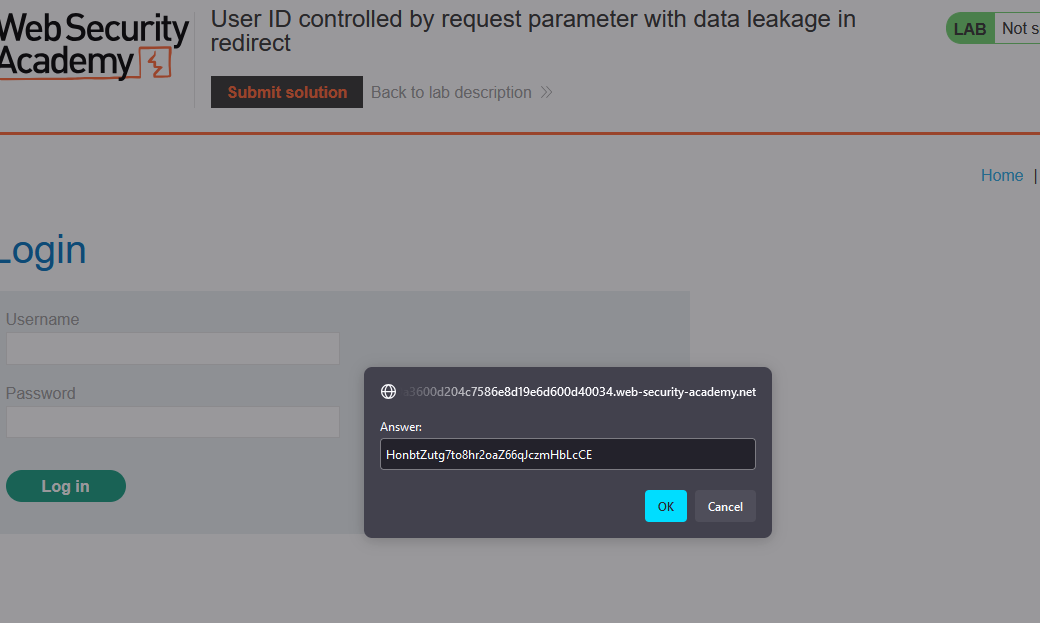 Web Security
Academy
User ID controlled by request parameter with data leakage in
redirect
LAB
Not s
Submit solution
Back to lab description
Home |
Login
Username
Password
Log in
3600d204c7586e8d19e6d600d40034.web-security-academy.net
Answer:
HonbtZutg7to8hr2oaZ66qJczmHbLcCE
OK
Cancel